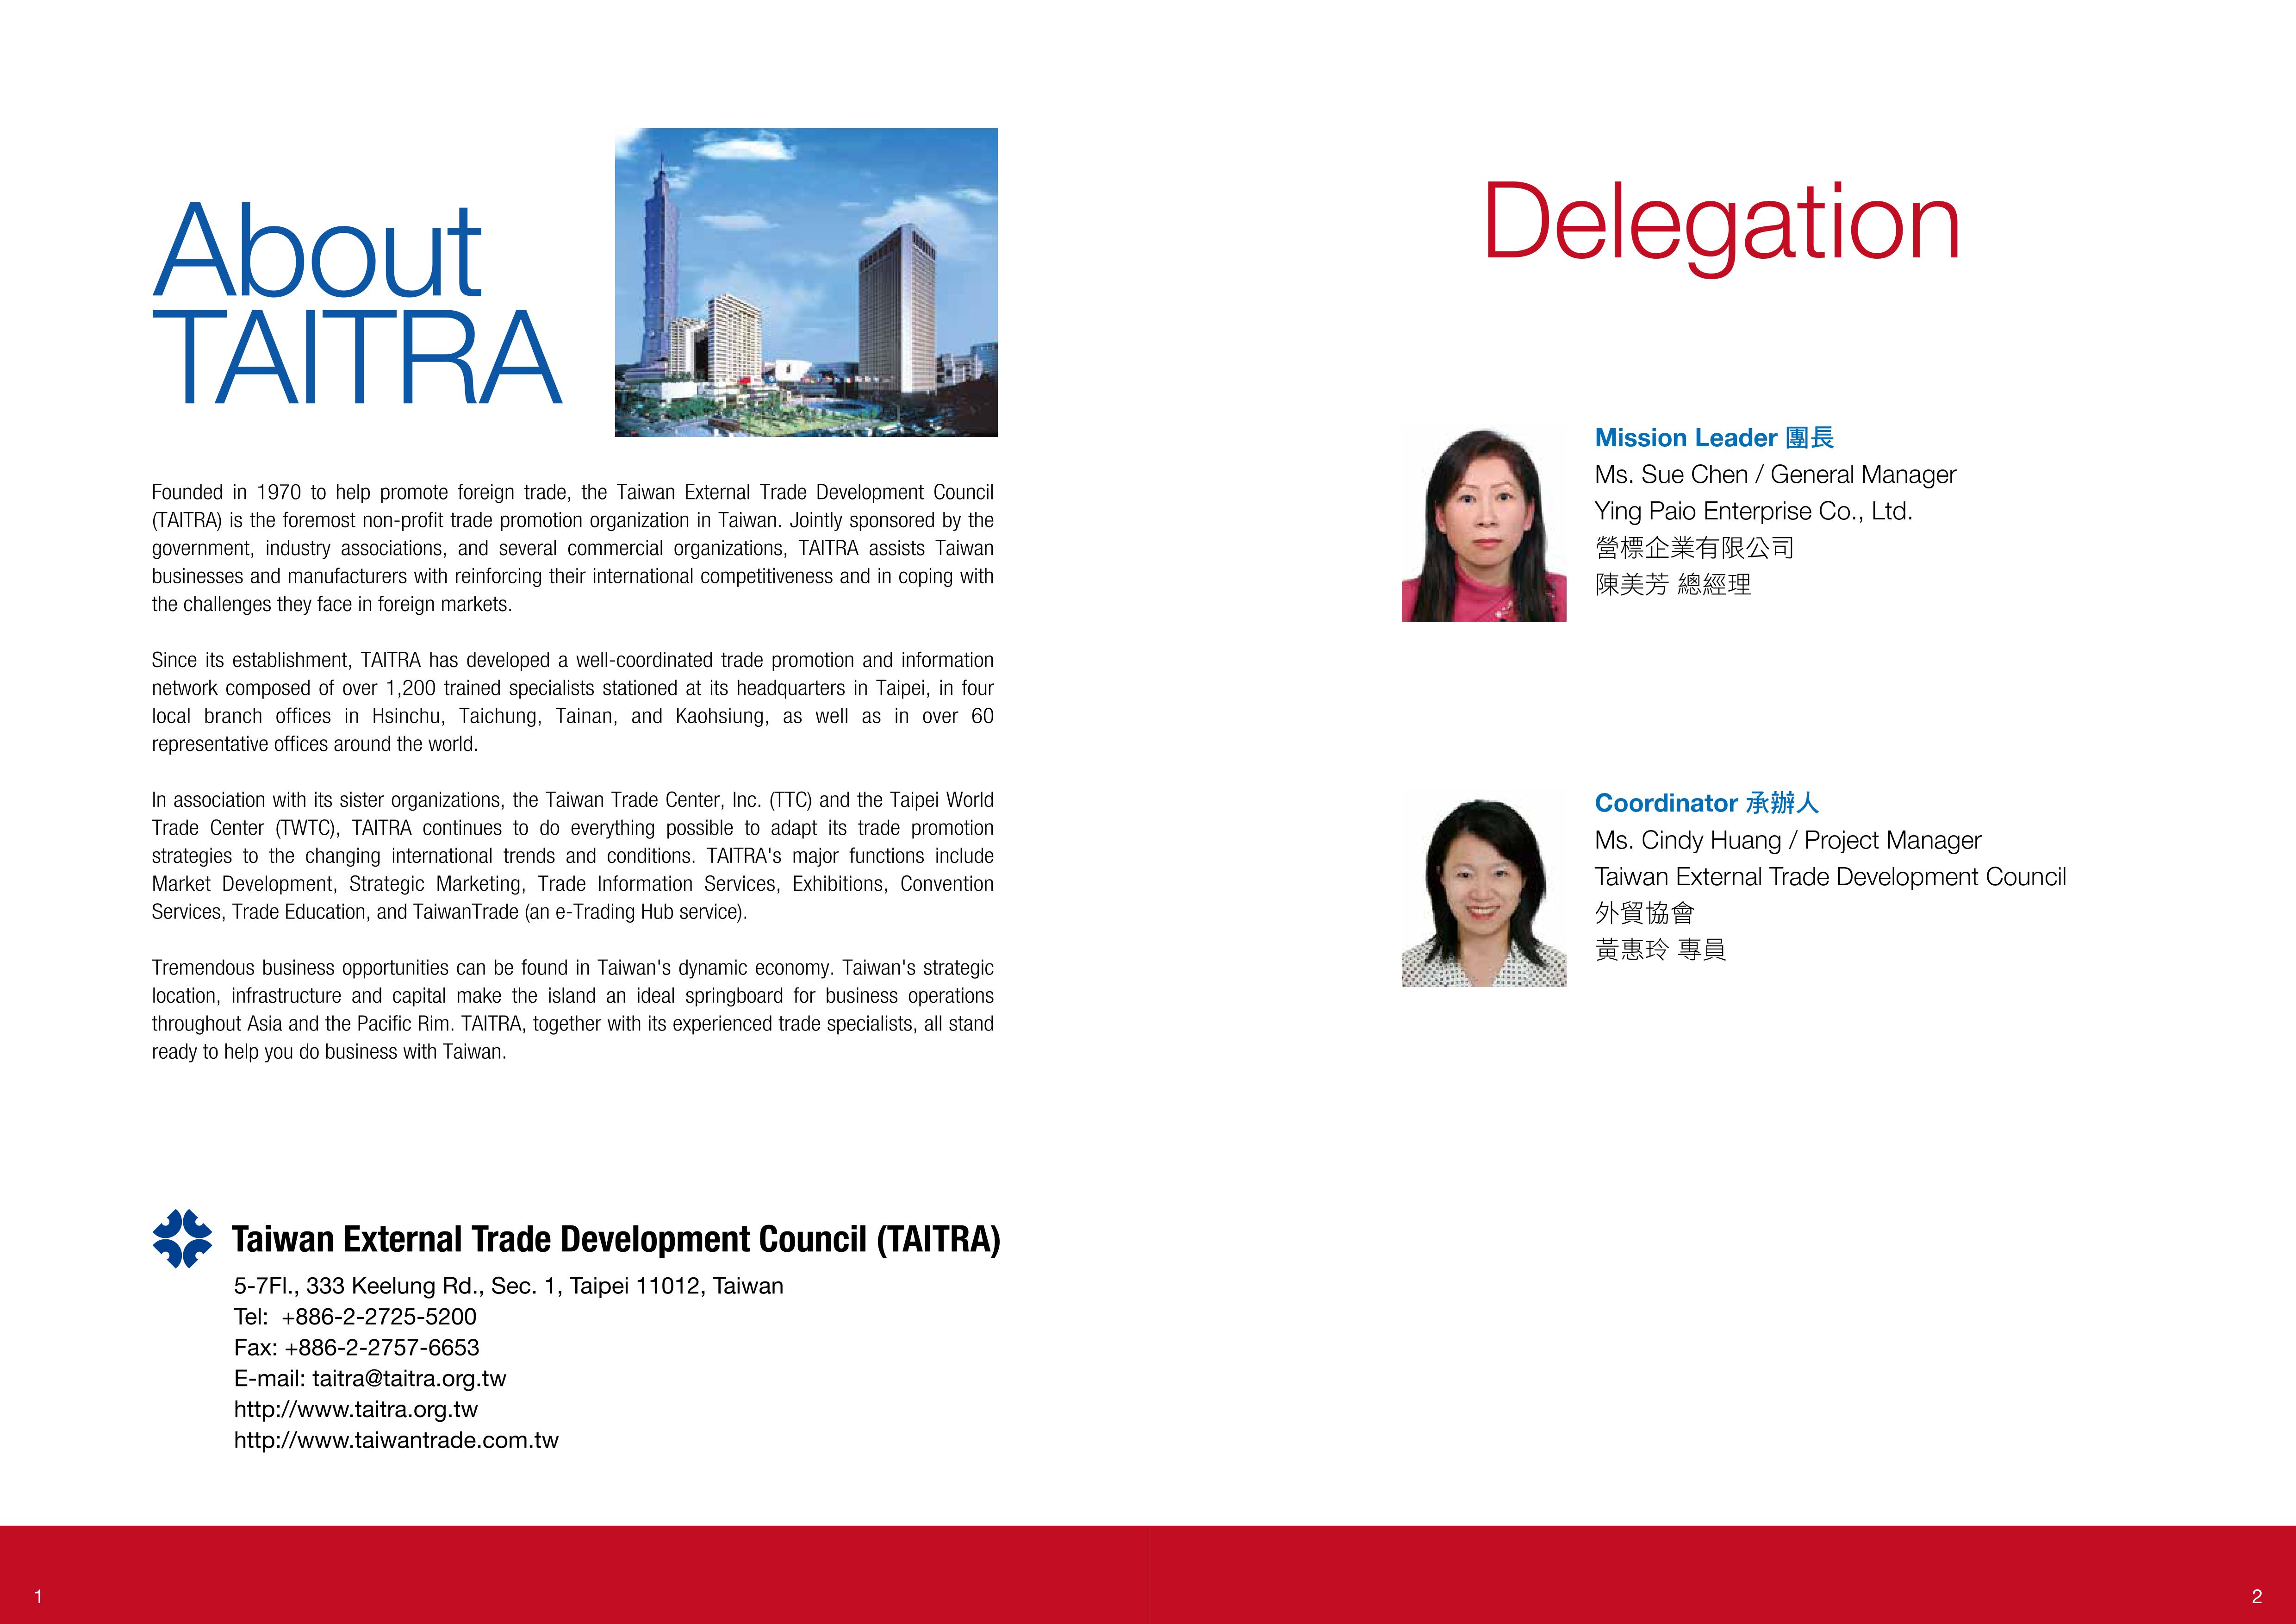 About
TAITRA
Founded in 1970 to help promote foreign trade, the Taiwan External Trade Development Council
(TAITRA) is the foremost non-profit trade promotion organization in Taiwan. Jointly sponsored by the
government, industry associations, and several commercial organizations, TAITRA assists Taiwan
businesses and manufacturers with reinforcing their international competitiveness and in coping with
the challenges they face in foreign markets.
Since its establishment, TAITRA has developed a well-coordinated trade promotion and information
network composed of over 1,200 trained specialists stationed at its headquarters in Taipei, in four
local branch offices in Hsinchu, Taichung, Tainan, and Kaohsiung, as well as in over 60
representative offices around the world.
In association with its sister organizations, the Taiwan Trade Center, Inc. (TTC) and the Taipei World
Trade Center (TWTC), TAITRA continues to do everything possible to adapt its trade promotion
strategies to the changing international trends and conditions. TAITRA's major functions include
Market Development, Strategic Marketing, Trade Information Services, Exhibitions, Convention
Services, Trade Education, and TaiwanTrade (an e-Trading Hub service).
Tremendous business opportunities can be found in Taiwan's dynamic economy. Taiwan's strategic
location, infrastructure and capital make the island an ideal springboard for business operations
throughout Asia and the Pacific Rim. TAITRA, together with its experienced trade specialists, all stand
ready to help you do business with Taiwan.
Taiwan External Trade Development Council (TAITRA)
5-7Fl., 333 Keelung Rd., Sec. 1, Taipei 11012, Taiwan
Tel: +886-2-2725-5200
Fax: +886-2-2757-6653
E-mail: taitra@taitra.org.tw
http://www.taitra.org.tw
http://www.taiwantrade.com.tw
1
Delegation
Mission Leader 團長
Ms. Sue Chen / General Manager
Ying Paio Enterprise Co., Ltd.
營標企業有限公司
陳美芳 總經理
Coordinator 承辦人
Ms. Cindy Huang / Project Manager
Taiwan External Trade Development Council
外貿協會
黃惠玲 專員
2